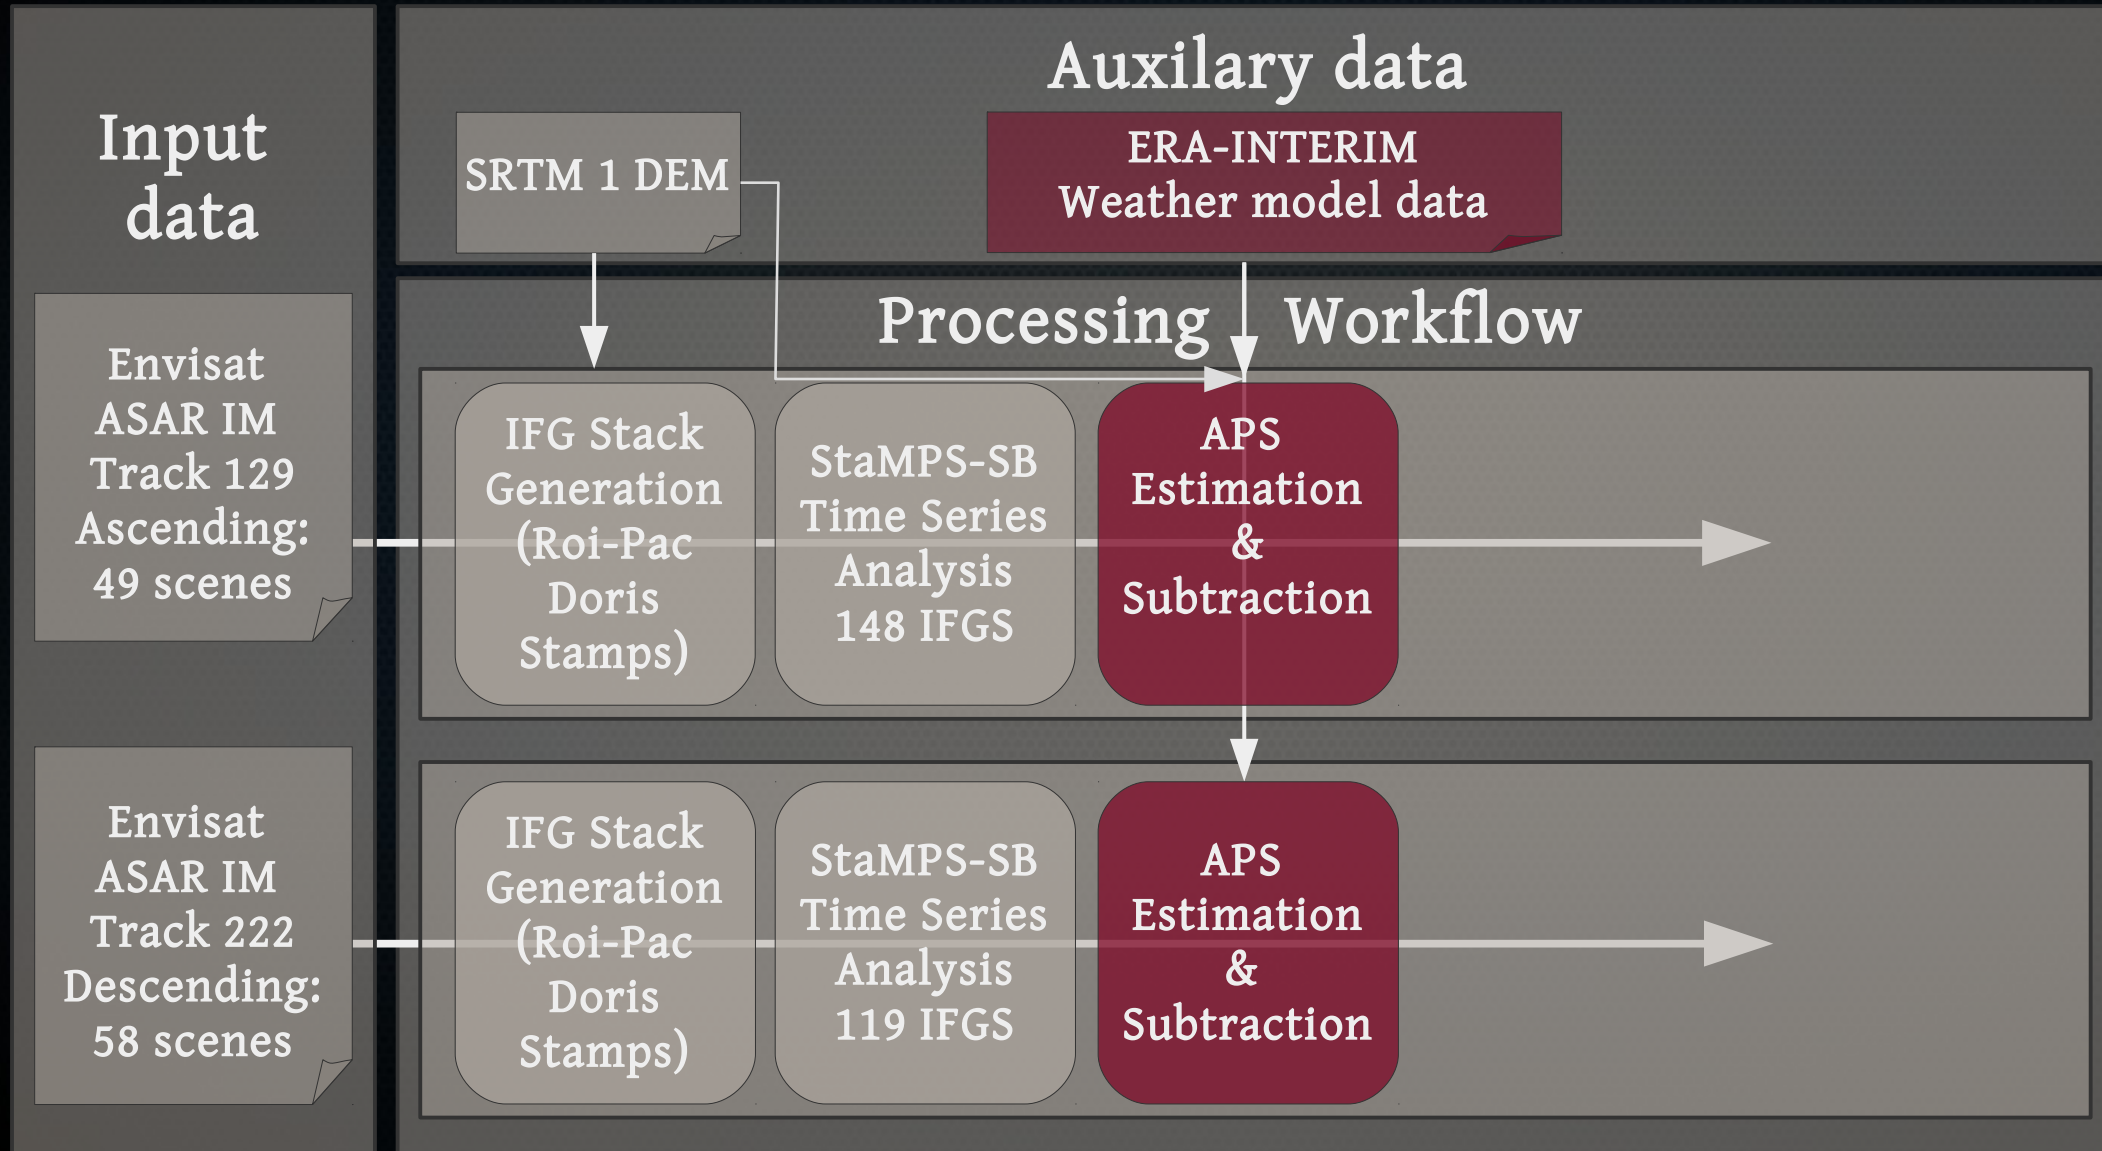 Input
data
Auxilary data
SRTM 1 DEM
ERA-INTERIM
Weather model data
Processing Workflow
Envisat
ASAR IM
Track 129
Ascending:
49 scenes
IFG Stack
Generation
(Roi-Pac
Doris
Stamps)
StaMPS-SB
Time Series
Analysis
148 IFGS
APS
Estimation
&
Subtraction
Envisat
ASAR IM
Track 222
Descending:
58 scenes
IFG Stack
Generation
(Roi-Pac
Doris
Stamps)
StaMPS-SB
Time Series
Analysis
119 IFGS
APS
Estimation
&
Subtraction